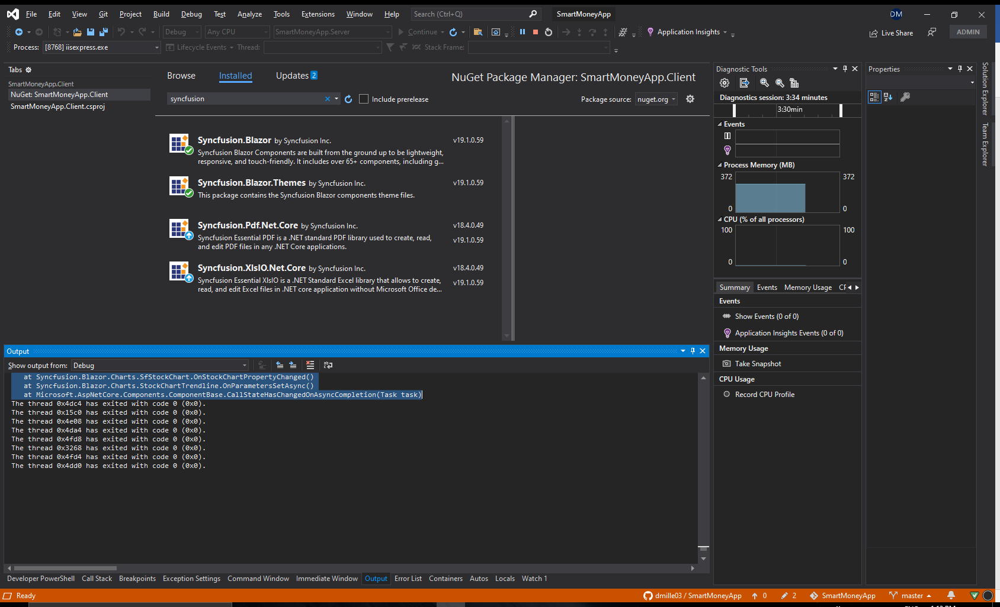 File Edit View Git Project Build Debug Test Analyze Tools Extensions Window Help Search (Ctrl+Q) SmartMoneyApp DM
Debug Any CPU SmartMoneyApp.Server Continue Application Insights Live Share ADMIN
Process: [8768] iisexpress.exe Lifecycle Events Thread: Stack Frame:
Tabs
SmartMoneyApp.Client
NuGet: SmartMoneyApp.Client
SmartMoneyApp.Client.csproj
Browse Installed Updates 2
NuGet Package Manager: SmartMoneyApp.Client
syncfusion Include prerelease Package source: nuget.org
Syncfusion.Blazor by Syncfusion Inc. v19.1.0.59
Syncfusion Blazor Components are built from the ground up to be lightweight,
responsive, and touch-friendly. It includes over 65+ components, including g...
Syncfusion.Blazor.Themes by Syncfusion Inc. v19.1.0.59
This package contains the Syncfusion Blazor components theme files.
Syncfusion.Pdf.Net.Core by Syncfusion Inc. v18.4.0.49
Syncfusion Essential PDF is a .NET standard PDF library used to create, read, v19.1.0.59
and edit PDF files in any .NET Core applications.
Syncfusion.XlsIO.Net.Core by Syncfusion Inc. v18.4.0.49
Syncfusion Essential XlsIO is a .NET Standard Excel library that allows to create, v19.1.0.59
read, and edit Excel files in .NET core application without Microsoft Office de...
Output
Show output from: Debug
at Syncfusion.Blazor.Charts.SfStockChart.OnStockChartPropertyChanged()
at Syncfusion.Blazor.Charts.StockChartTrendline.OnParametersSetAsync()
at Microsoft.AspNetCore.Components.ComponentBase.CallStateHasChangedOnAsyncCompletion(Task task)
The thread 0x4dc4 has exited with code 0 (0x0).
The thread 0x15c0 has exited with code 0 (0x0).
The thread 0x4e08 has exited with code 0 (0x0).
The thread 0x4da4 has exited with code 0 (0x0).
The thread 0x4fd8 has exited with code 0 (0x0).
The thread 0x3268 has exited with code 0 (0x0).
The thread 0x4fd4 has exited with code 0 (0x0).
The thread 0x4dd0 has exited with code 0 (0x0).
Developer PowerShell Call Stack Breakpoints Exception Settings Command Window Immediate Window Output Error List Containers Autos Locals Watch 1
Diagnostic Tools
Diagnostics session: 3:34 minutes
3:30min
Events
Process Memory (MB)
372 372
0 0
CPU (% of all processors)
100 100
0 0
Summary Events Memory Usage
Events
Show Events (0 of 0)
Application Insights Events (0 of 0)
Memory Usage
Take Snapshot
CPU Usage
Record CPU Profile
Properties
Solution Explorer
Team Explorer
Ready dmille03 / SmartMoneyApp 0 2 SmartMoneyApp master